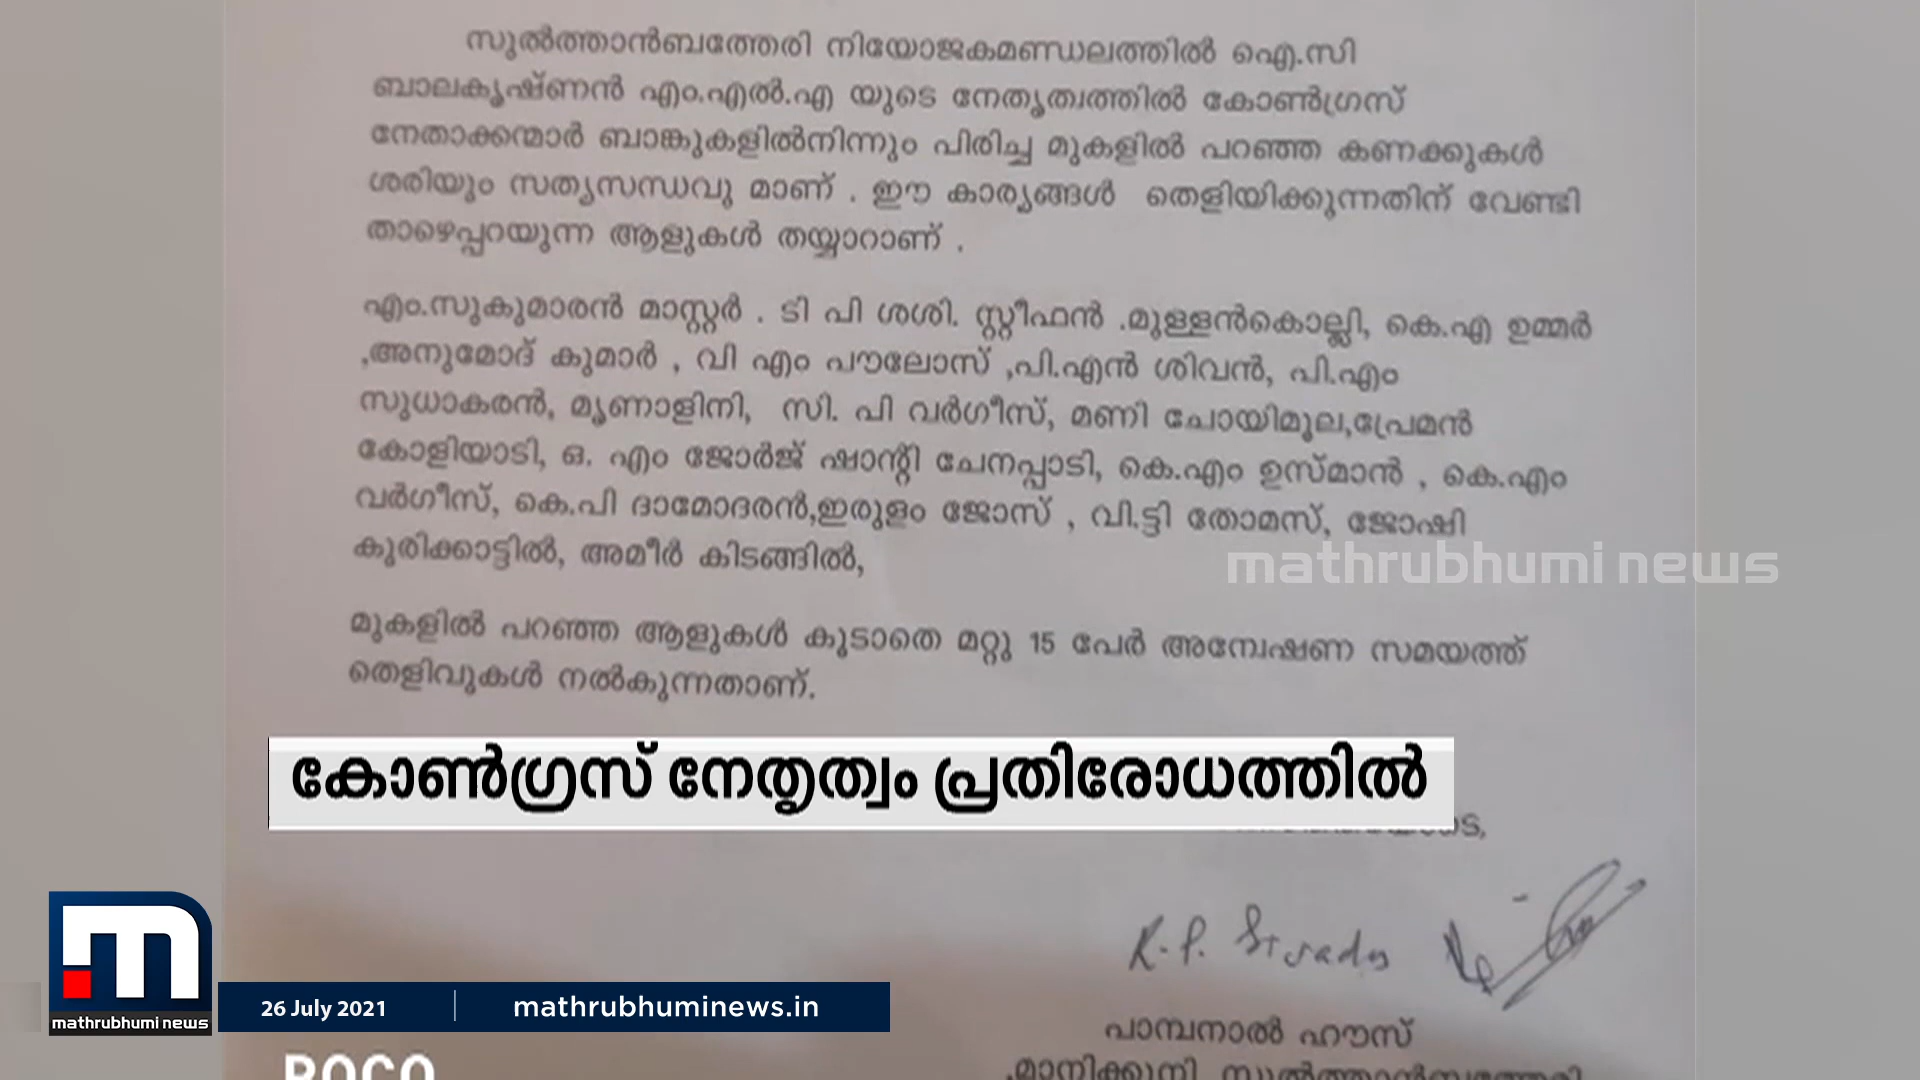 സുൽത്താൻബത്തേരി നിയോജകമണ്ഡലത്തിൽ ഐ.സി
ബാലകൃഷ്ണൻ എം.എൽ.എ യുടെ നേതൃത്വത്തിൽ കോൺഗ്രസ്
നേതാക്കന്മാർ ബാങ്കുകളിൽനിന്നും പിരിച്ച മുകളിൽ പറഞ്ഞ കണക്കുകൾ
ശരിയും സത്യസന്ധവു മാണ് . ഈ കാര്യങ്ങൾ തെളിയിക്കുന്നതിന് വേണ്ടി
താഴെപ്പറയുന്ന ആളുകൾ തയ്യാറാണ് .
എം.സുകുമാരൻ മാസ്റ്റർ . ടി പി ശശി. സ്റ്റീഫൻ .മുള്ളൻകൊല്ലി, കെ.എ ഉമ്മർ
,അനുമോദ് കുമാർ , വി എം പൗലോസ് ,പി.എൻ ശിവൻ, പി.എം
സുധാകരൻ, മൃണാളിനി, സി. പി വർഗീസ്, മണി ചോയിമൂല,പ്രേമൻ
കോളിയാടി, ഒ. എം ജോർജ് ഷാന്റി ചേനപ്പാടി, കെ.എം ഉസ്മാൻ , കെ.എം
വർഗീസ്, കെ.പി ദാമോദരൻ,ഇരുളം ജോസ് , വി.ട്ടി തോമസ്, ജോഷി
കുരിക്കാട്ടിൽ, അമീർ കിടങ്ങിൽ,
mathrubhumi news
മുകളിൽ പറഞ്ഞ ആളുകൾ കൂടാതെ മറ്റു 15 പേർ അന്വേഷണ സമയത്ത്
തെളിവുകൾ നൽകുന്നതാണ്.
കോൺഗ്രസ് നേതൃത്വം പ്രതിരോധത്തിൽ
K.P.
പാമ്പനാൽ ഹൗസ്
,മാനിക്കുനി സുൽത്താൻബത്തേരി
mathrubhumi news
26 July 2021
mathrubhuminews.in
POCO